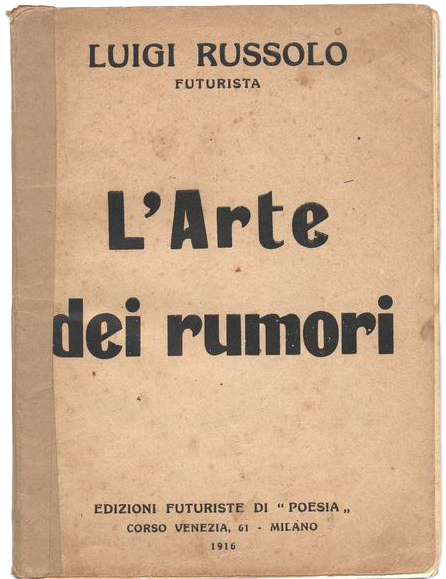 LUIGI RUSSOLO
FUTURISTA
L'Arte
dei rumori
EDIZIONI FUTURISTE DI “ POESIA „
CORSO VENEZIA, 61 - MILANO
1916